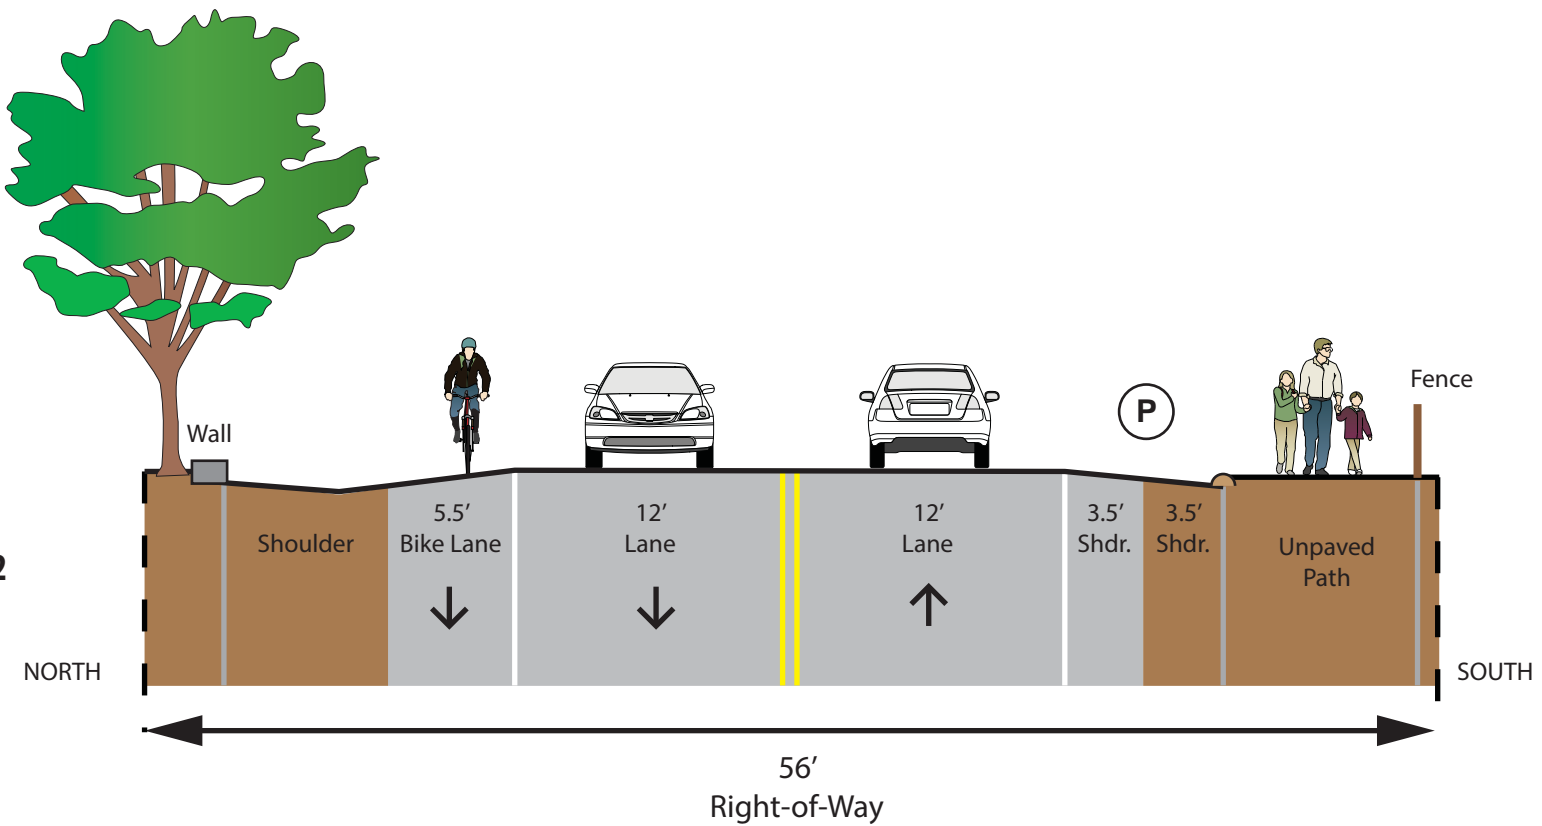 Fence
P
Wall
5.5′
Bike Lane
12′
Lane
12′
Lane
3.5′
Shdr.
3.5′
Shdr.
Shoulder
Unpaved
Path
2
NORTH
SOUTH
56′
Right-of-Way